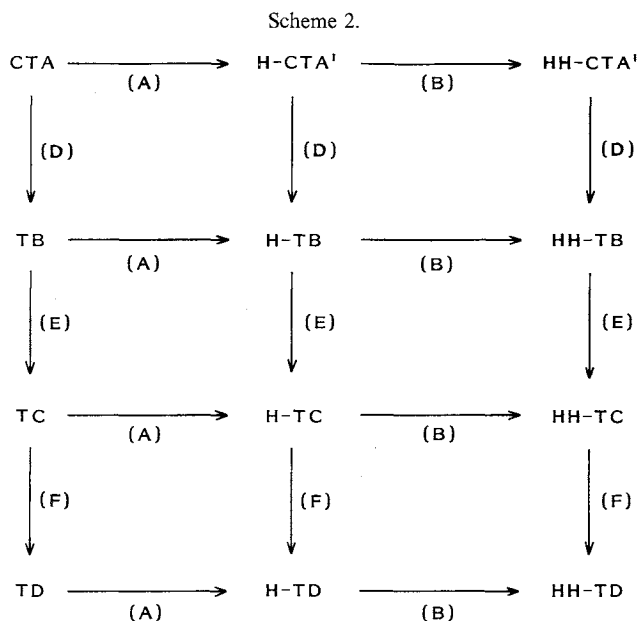 Scheme 2.
CTA (A) H-CTA' (B) HH-CTA'
(D) (D) (D)
TB (A) H-TB (B) HH-TB
(E) (E) (E)
TC (A) H-TC (B) HH-TC
(F) (F) (F)
TD (A) H-TD (B) HH-TD